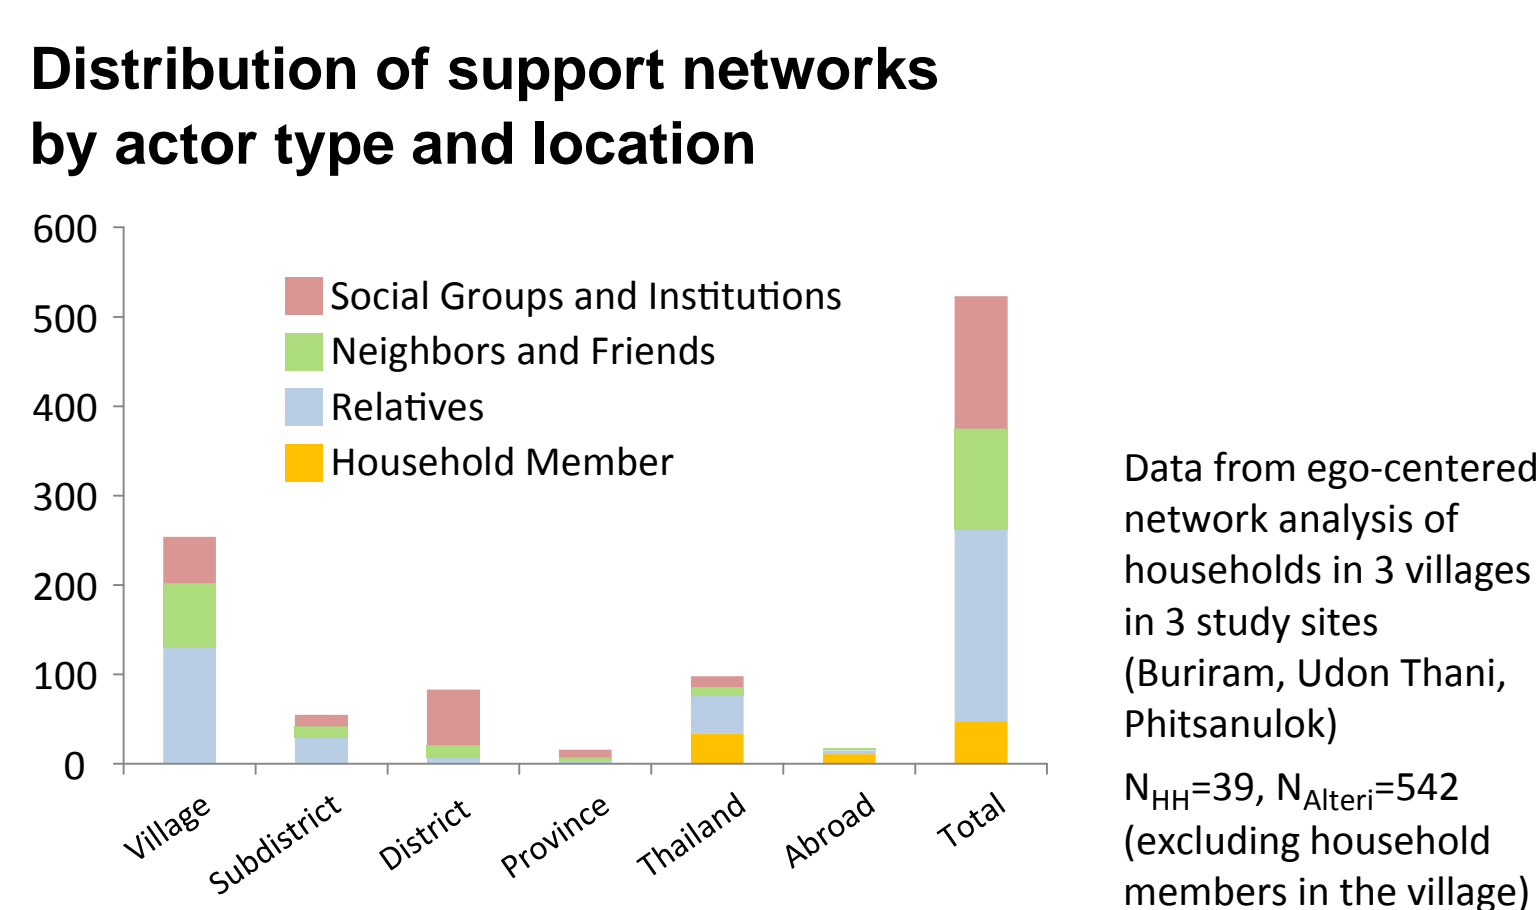 Distribution of support networks
by actor type and location
600
500
400
300
200
100
0
Social Groups and Institutions
Neighbors and Friends
Relatives
Household Member
Village
Subdistrict
District
Province
Thailand
Abroad
Total
Data from ego-centered
network analysis of
households in 3 villages
in 3 study sites
(Buriram, Udon Thani,
Phitsanulok)
NHH=39, NAlteri=542
(excluding household
members in the village)